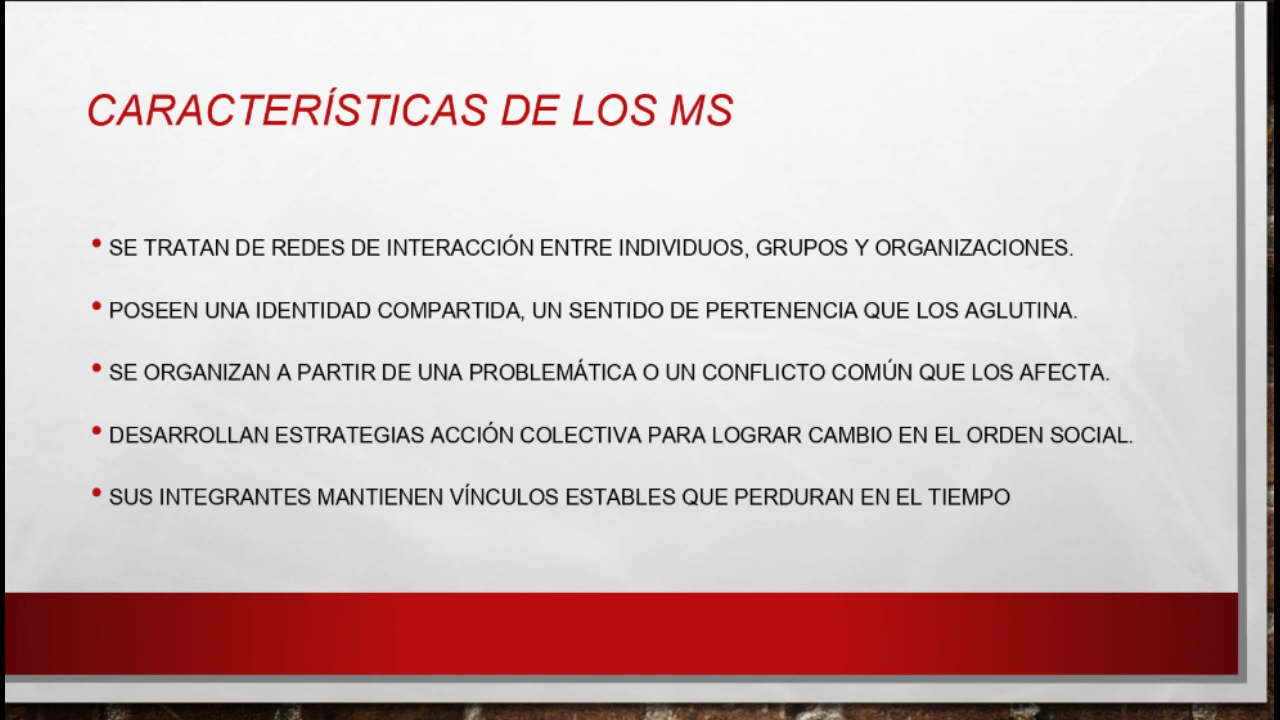 CARACTERÍSTICAS DE LOS MS
• SE TRATAN DE REDES DE INTERACCIÓN ENTRE INDIVIDUOS, GRUPOS Y ORGANIZACIONES.
• POSEEN UNA IDENTIDAD COMPARTIDA, UN SENTIDO DE PERTENENCIA QUE LOS AGLUTINA.
• SE ORGANIZAN A PARTIR DE UNA PROBLEMÁTICA O UN CONFLICTO COMÚN QUE LOS AFECTA.
• DESARROLLAN ESTRATEGIAS ACCIÓN COLECTIVA PARA LOGRAR CAMBIO EN EL ORDEN SOCIAL.
• SUS INTEGRANTES MANTIENEN VÍNCULOS ESTABLES QUE PERDURAN EN EL TIEMPO